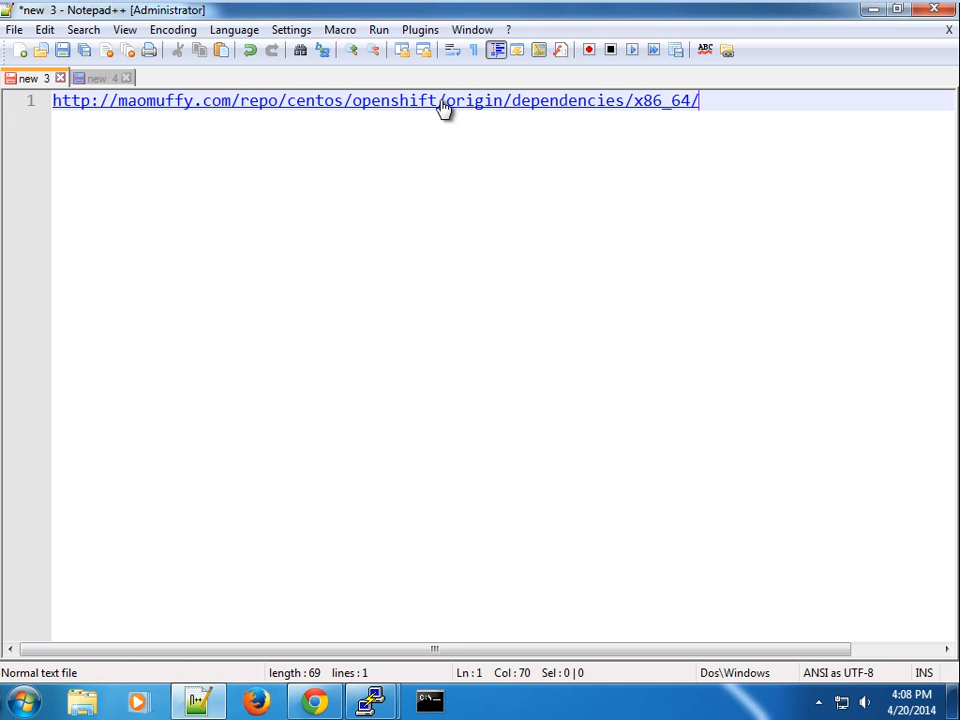 *new 3 - Notepad++ [Administrator]
File Edit Search View Encoding Language Settings Macro Run Plugins Window ? X
ABC
new 3 new 4
1 http://maomuffy.com/repo/centos/openshift/origin/dependencies/x86_64/
Normal text file length : 69 lines : 1 Ln : 1 Col : 70 Sel : 0 | 0 Dos\Windows ANSI as UTF-8 INS
4:08 PM
4/20/2014